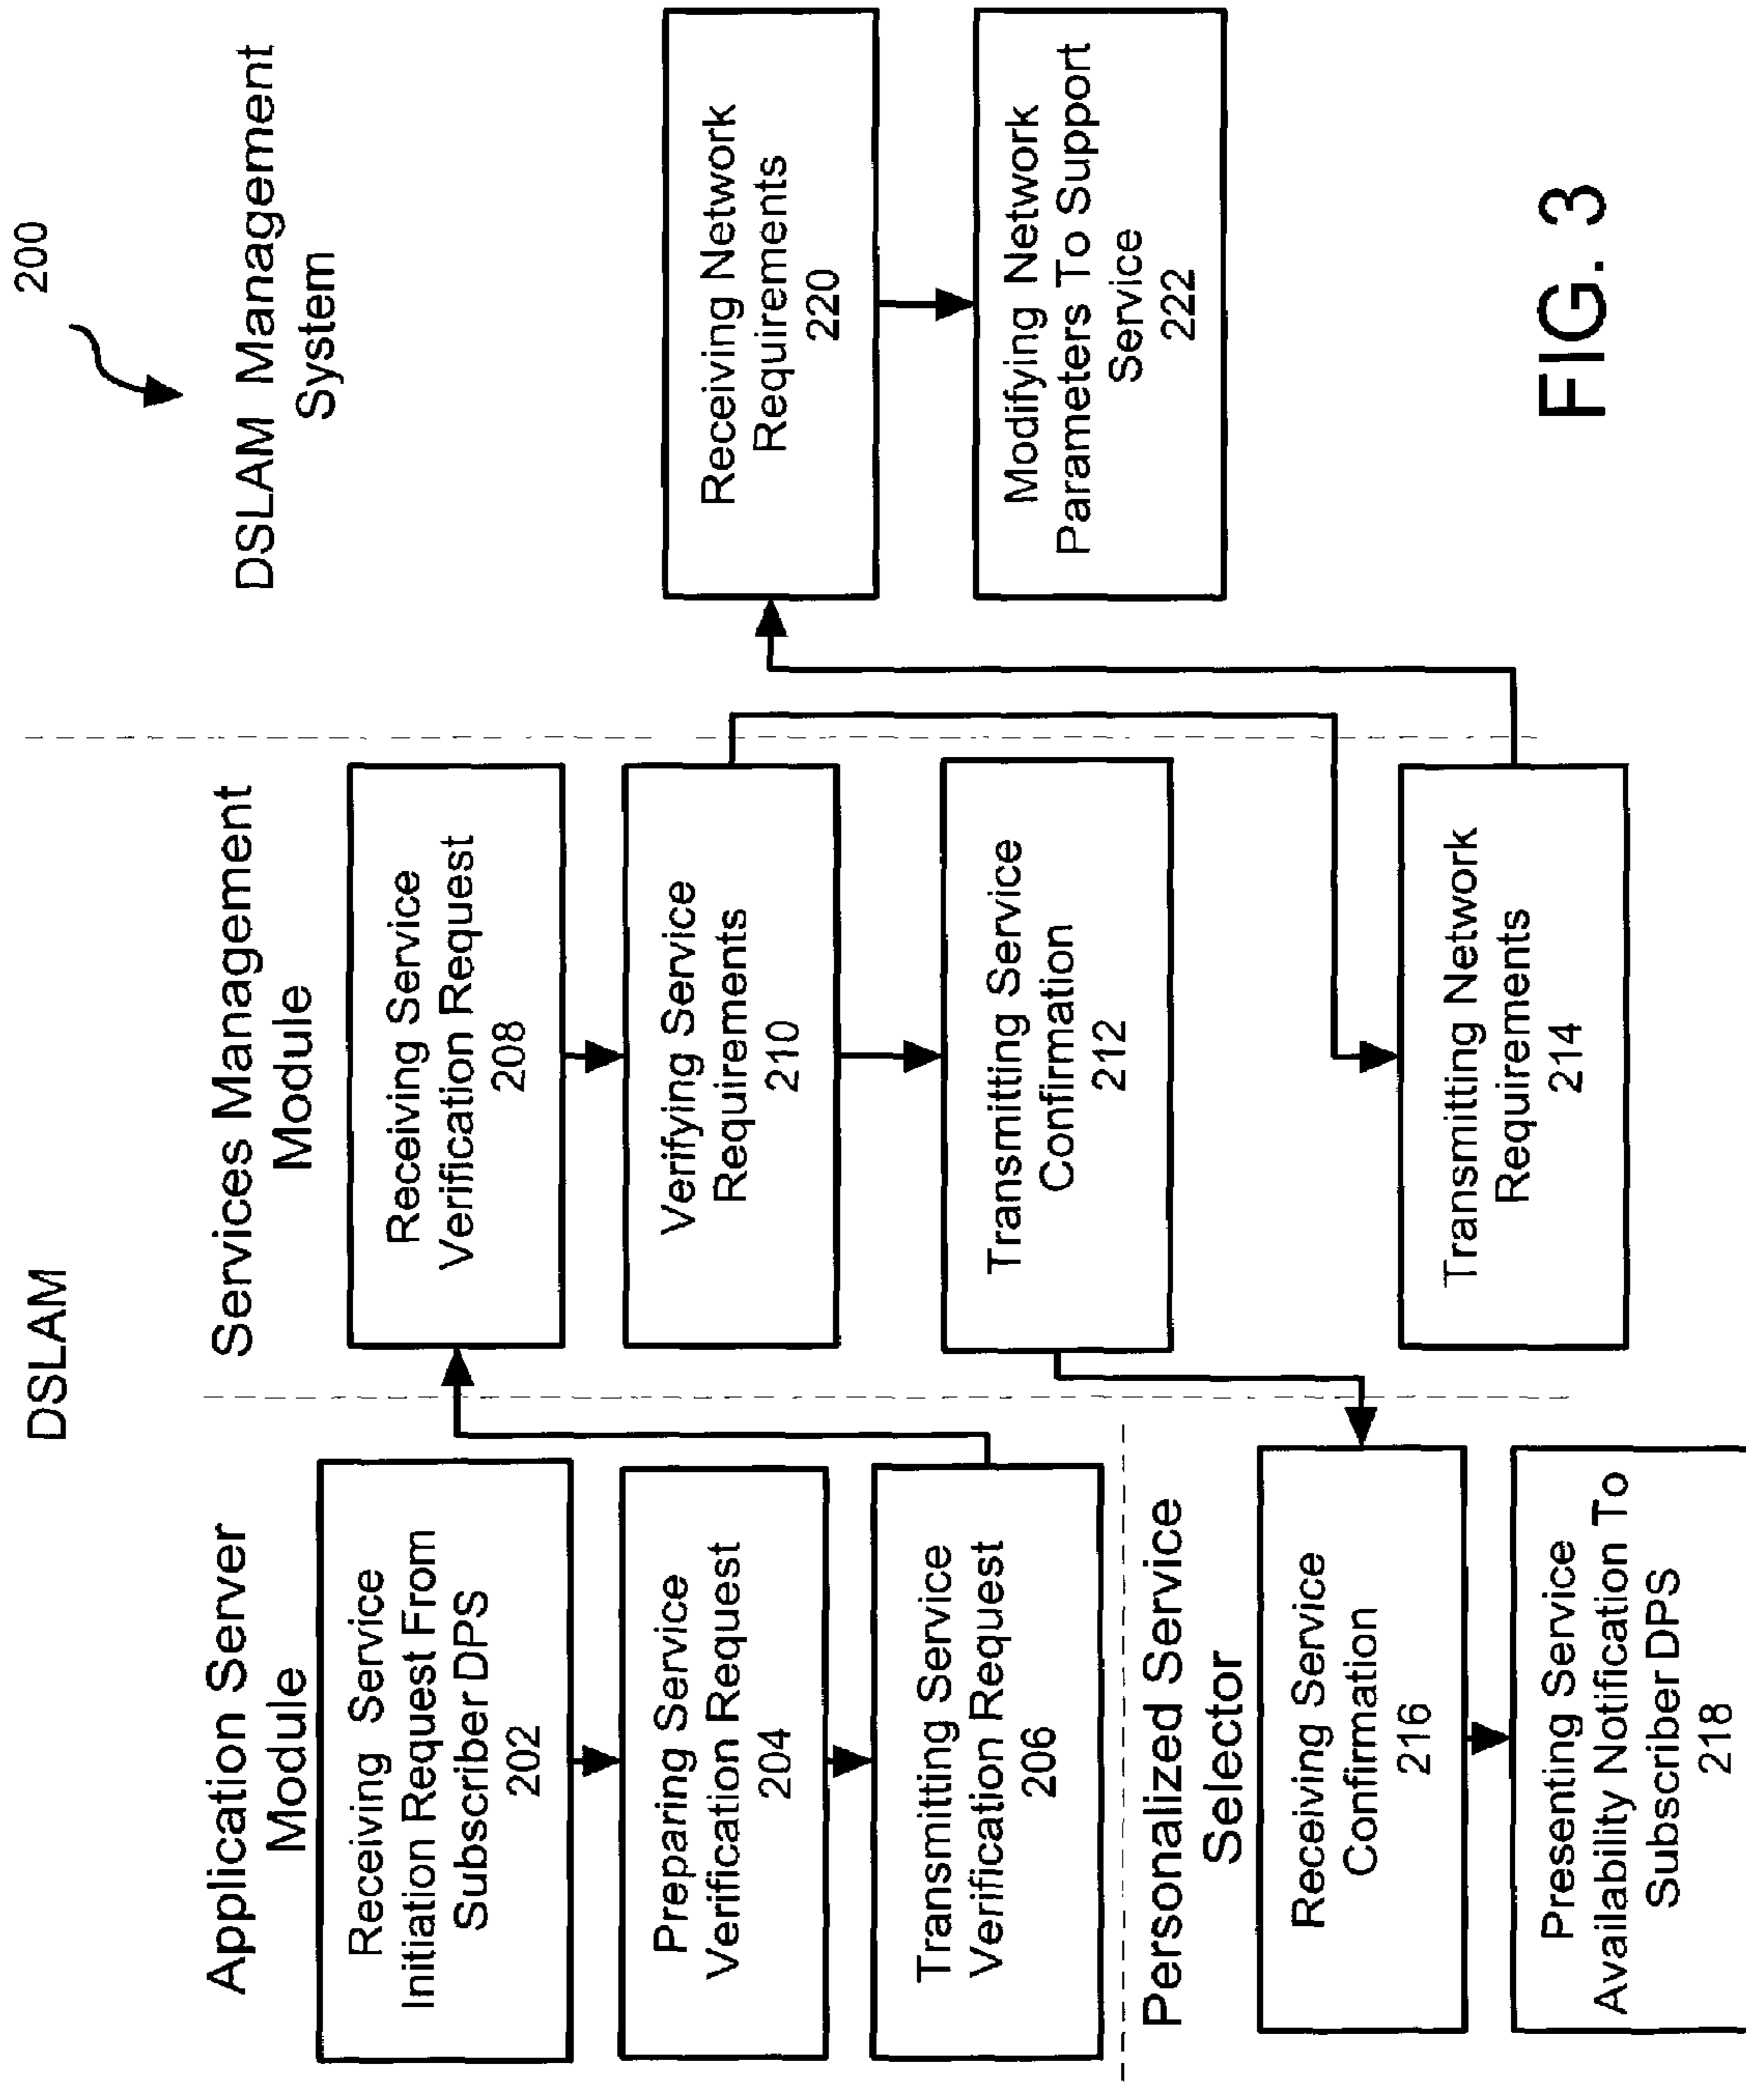 200
DSLAM
Application Server
Module
Receiving Service
Initiation Request From
Subscriber DPS
202
Preparing Service
Verification Request
204
Transmitting Service
Verification Request
206
Personalized Service
Selector
Receiving Service
Confirmation
216
Presenting Service
Availability Notification To
Subscriber DPS
218
Services Management
Module
Receiving Service
Verification Request
208
Verifying Service
Requirements
210
Transmitting Service
Confirmation
212
Transmitting Network
Requirements
214
DSLAM Management
System
Receiving Network
Requirements
220
Modifying Network
Parameters To Support
Service
222
FIG. 3